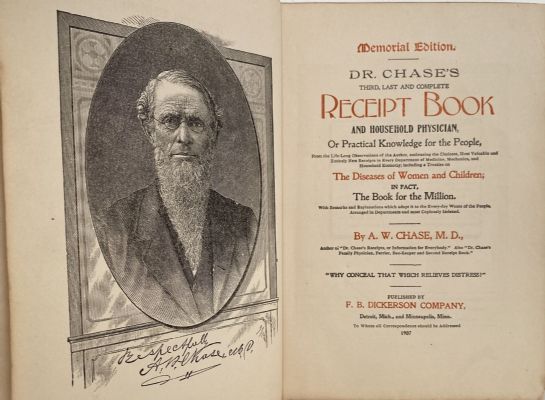 Respectfully
A. W. Chase, M.D.
Memorial Edition.
DR. CHASE'S
THIRD, LAST AND COMPLETE
RECEIPT BOOK
AND HOUSEHOLD PHYSICIAN,
Or Practical Knowledge for the People,
From the Life-Long Observations of the Author, embracing the Choicest, Most Valuable and
Entirely New Receipts in Every Department of Medicine, Mechanics, and
Household Economy; including a Treatise on
The Diseases of Women and Children;
IN FACT,
The Book for the Million.
With Remarks and Explanations which adapt it to the Every-day Wants of the People,
Arranged in Departments and most Copiously Indexed.
By A. W. CHASE, M. D.,
Author of "Dr. Chase's Receipts, or Information for Everybody." Also "Dr. Chase's
Family Physician, Farrier, Bee-Keeper and Second Receipt Book."
"WHY CONCEAL THAT WHICH RELIEVES DISTRESS?"
PUBLISHED BY
F. B. DICKERSON COMPANY,
Detroit, Mich., and Minneapolis, Minn.
To Whom all Correspondence should be Addressed
1907